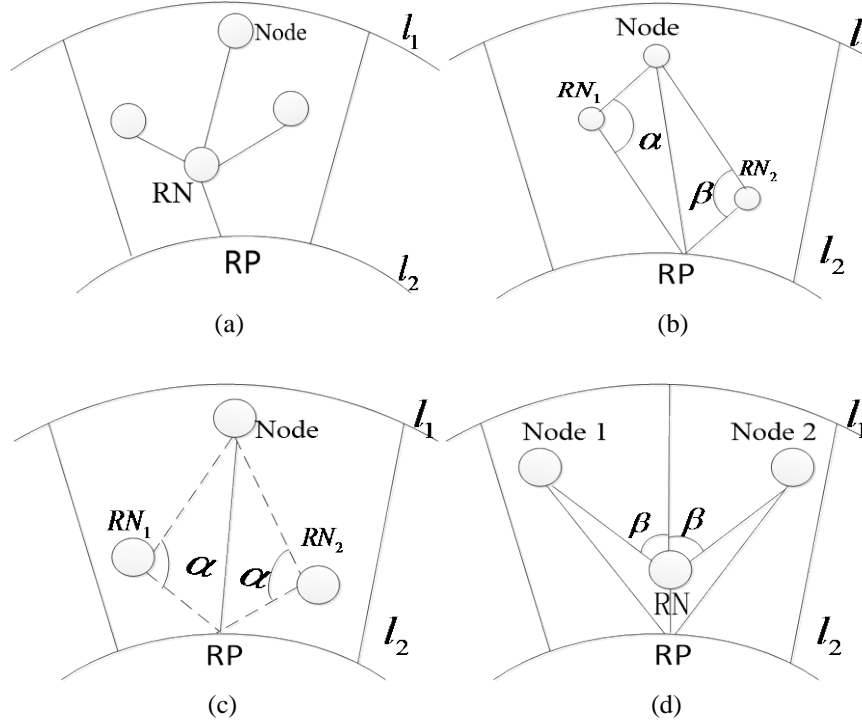 Node
l₁
RN
RP
l₂
(a)
Node
l
RN₁
α
RN₂
β
l₂
RP
(b)
l₁
Node
RN₁
RN₂
α
α
l₂
RP
(c)
l₁
Node 1
Node 2
β
β
RN
l₂
RP
(d)